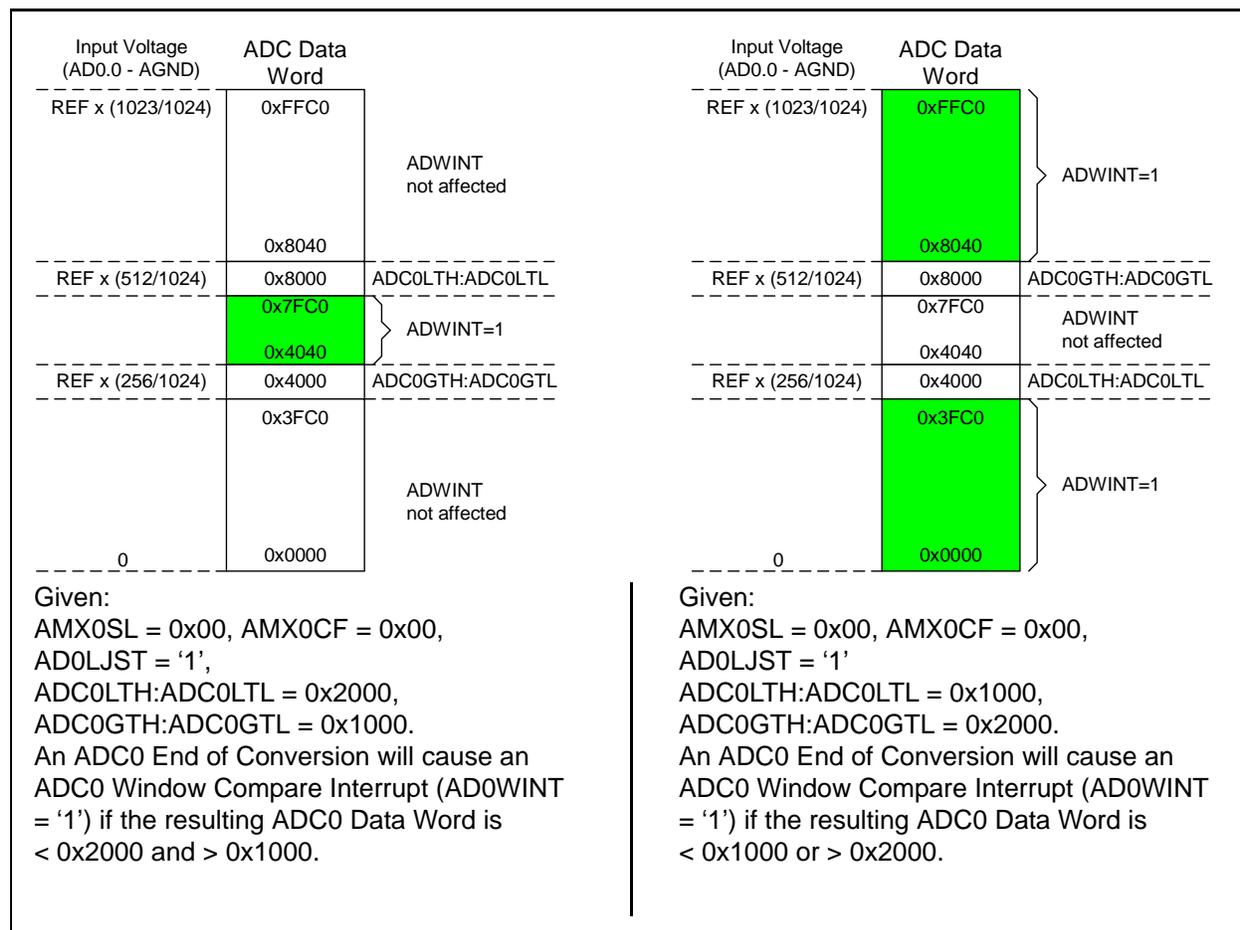 Input Voltage
(AD0.0 - AGND)
ADC Data
Word
REF x (1023/1024)
0xFFC0
ADWINT
not affected
0x8040
REF x (512/1024)
0x8000
ADC0LTH:ADC0LTL
0x7FC0
ADWINT=1
0x4040
REF x (256/1024)
0x4000
ADC0GTH:ADC0GTL
0x3FC0
ADWINT
not affected
0
0x0000
Given:
AMX0SL = 0x00, AMX0CF = 0x00,
AD0LJST = ‘1’,
ADC0LTH:ADC0LTL = 0x2000,
ADC0GTH:ADC0GTL = 0x1000.
An ADC0 End of Conversion will cause an
ADC0 Window Compare Interrupt (AD0WINT
= ‘1’) if the resulting ADC0 Data Word is
< 0x2000 and > 0x1000.
Input Voltage
(AD0.0 - AGND)
ADC Data
Word
REF x (1023/1024)
0xFFC0
ADWINT=1
0x8040
REF x (512/1024)
0x8000
ADC0GTH:ADC0GTL
0x7FC0
ADWINT
not affected
0x4040
REF x (256/1024)
0x4000
ADC0LTH:ADC0LTL
0x3FC0
ADWINT=1
0
0x0000
Given:
AMX0SL = 0x00, AMX0CF = 0x00,
AD0LJST = ‘1’
ADC0LTH:ADC0LTL = 0x1000,
ADC0GTH:ADC0GTL = 0x2000.
An ADC0 End of Conversion will cause an
ADC0 Window Compare Interrupt (AD0WINT
= ‘1’) if the resulting ADC0 Data Word is
< 0x1000 or > 0x2000.